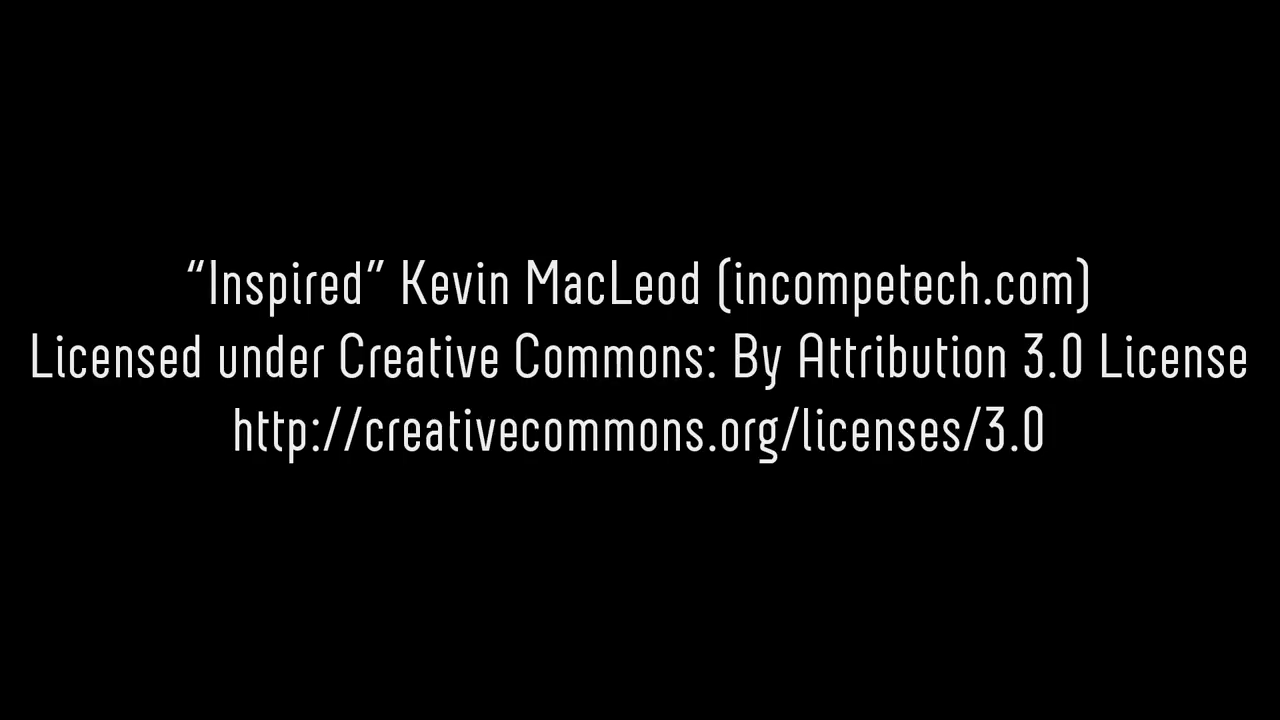 “Inspired” Kevin MacLeod (incompetech.com)
Licensed under Creative Commons: By Attribution 3.0 License
http://creativecommons.org/licenses/3.0